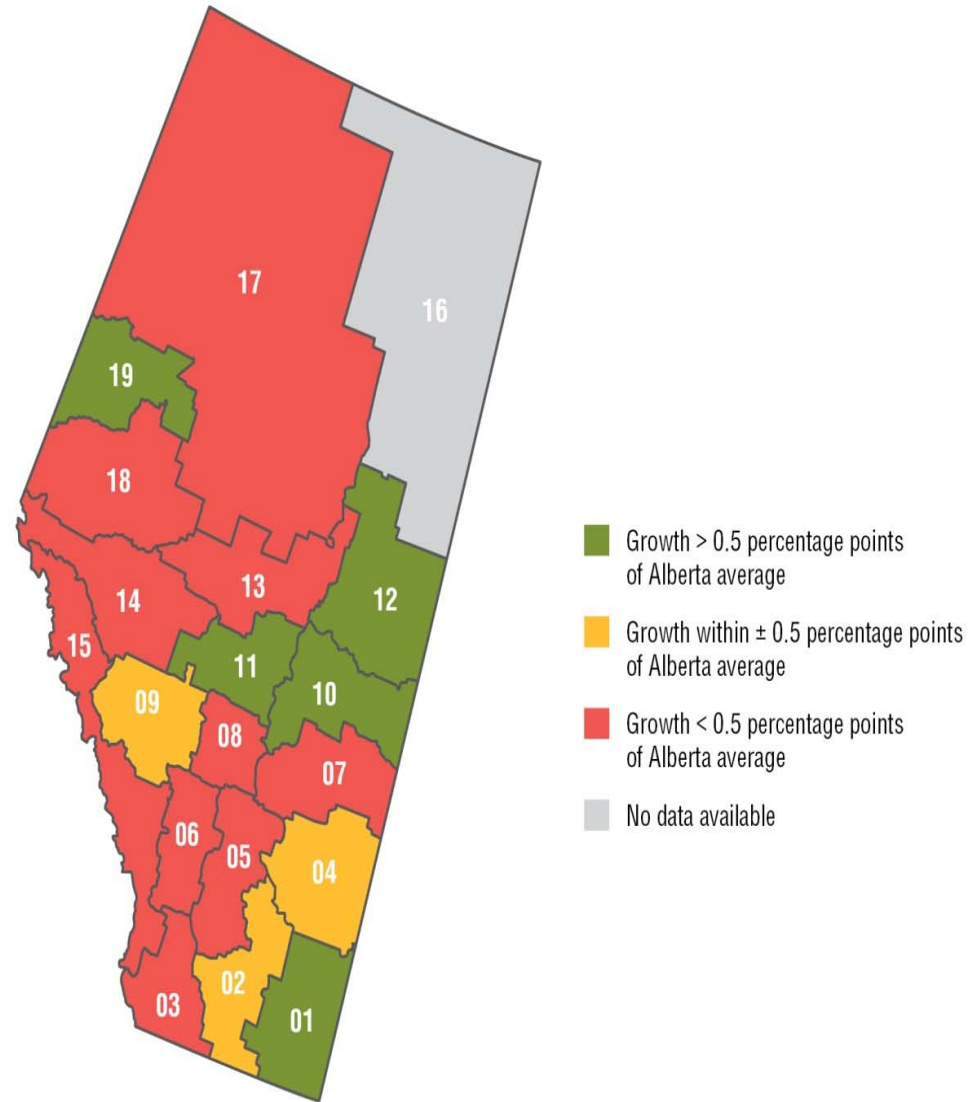 17
16
19
18
13
12
14
15
11
10
09
08
07
06
05
04
02
03
01
Growth > 0.5 percentage points
of Alberta average
Growth within ± 0.5 percentage points
of Alberta average
Growth < 0.5 percentage points
of Alberta average
No data available